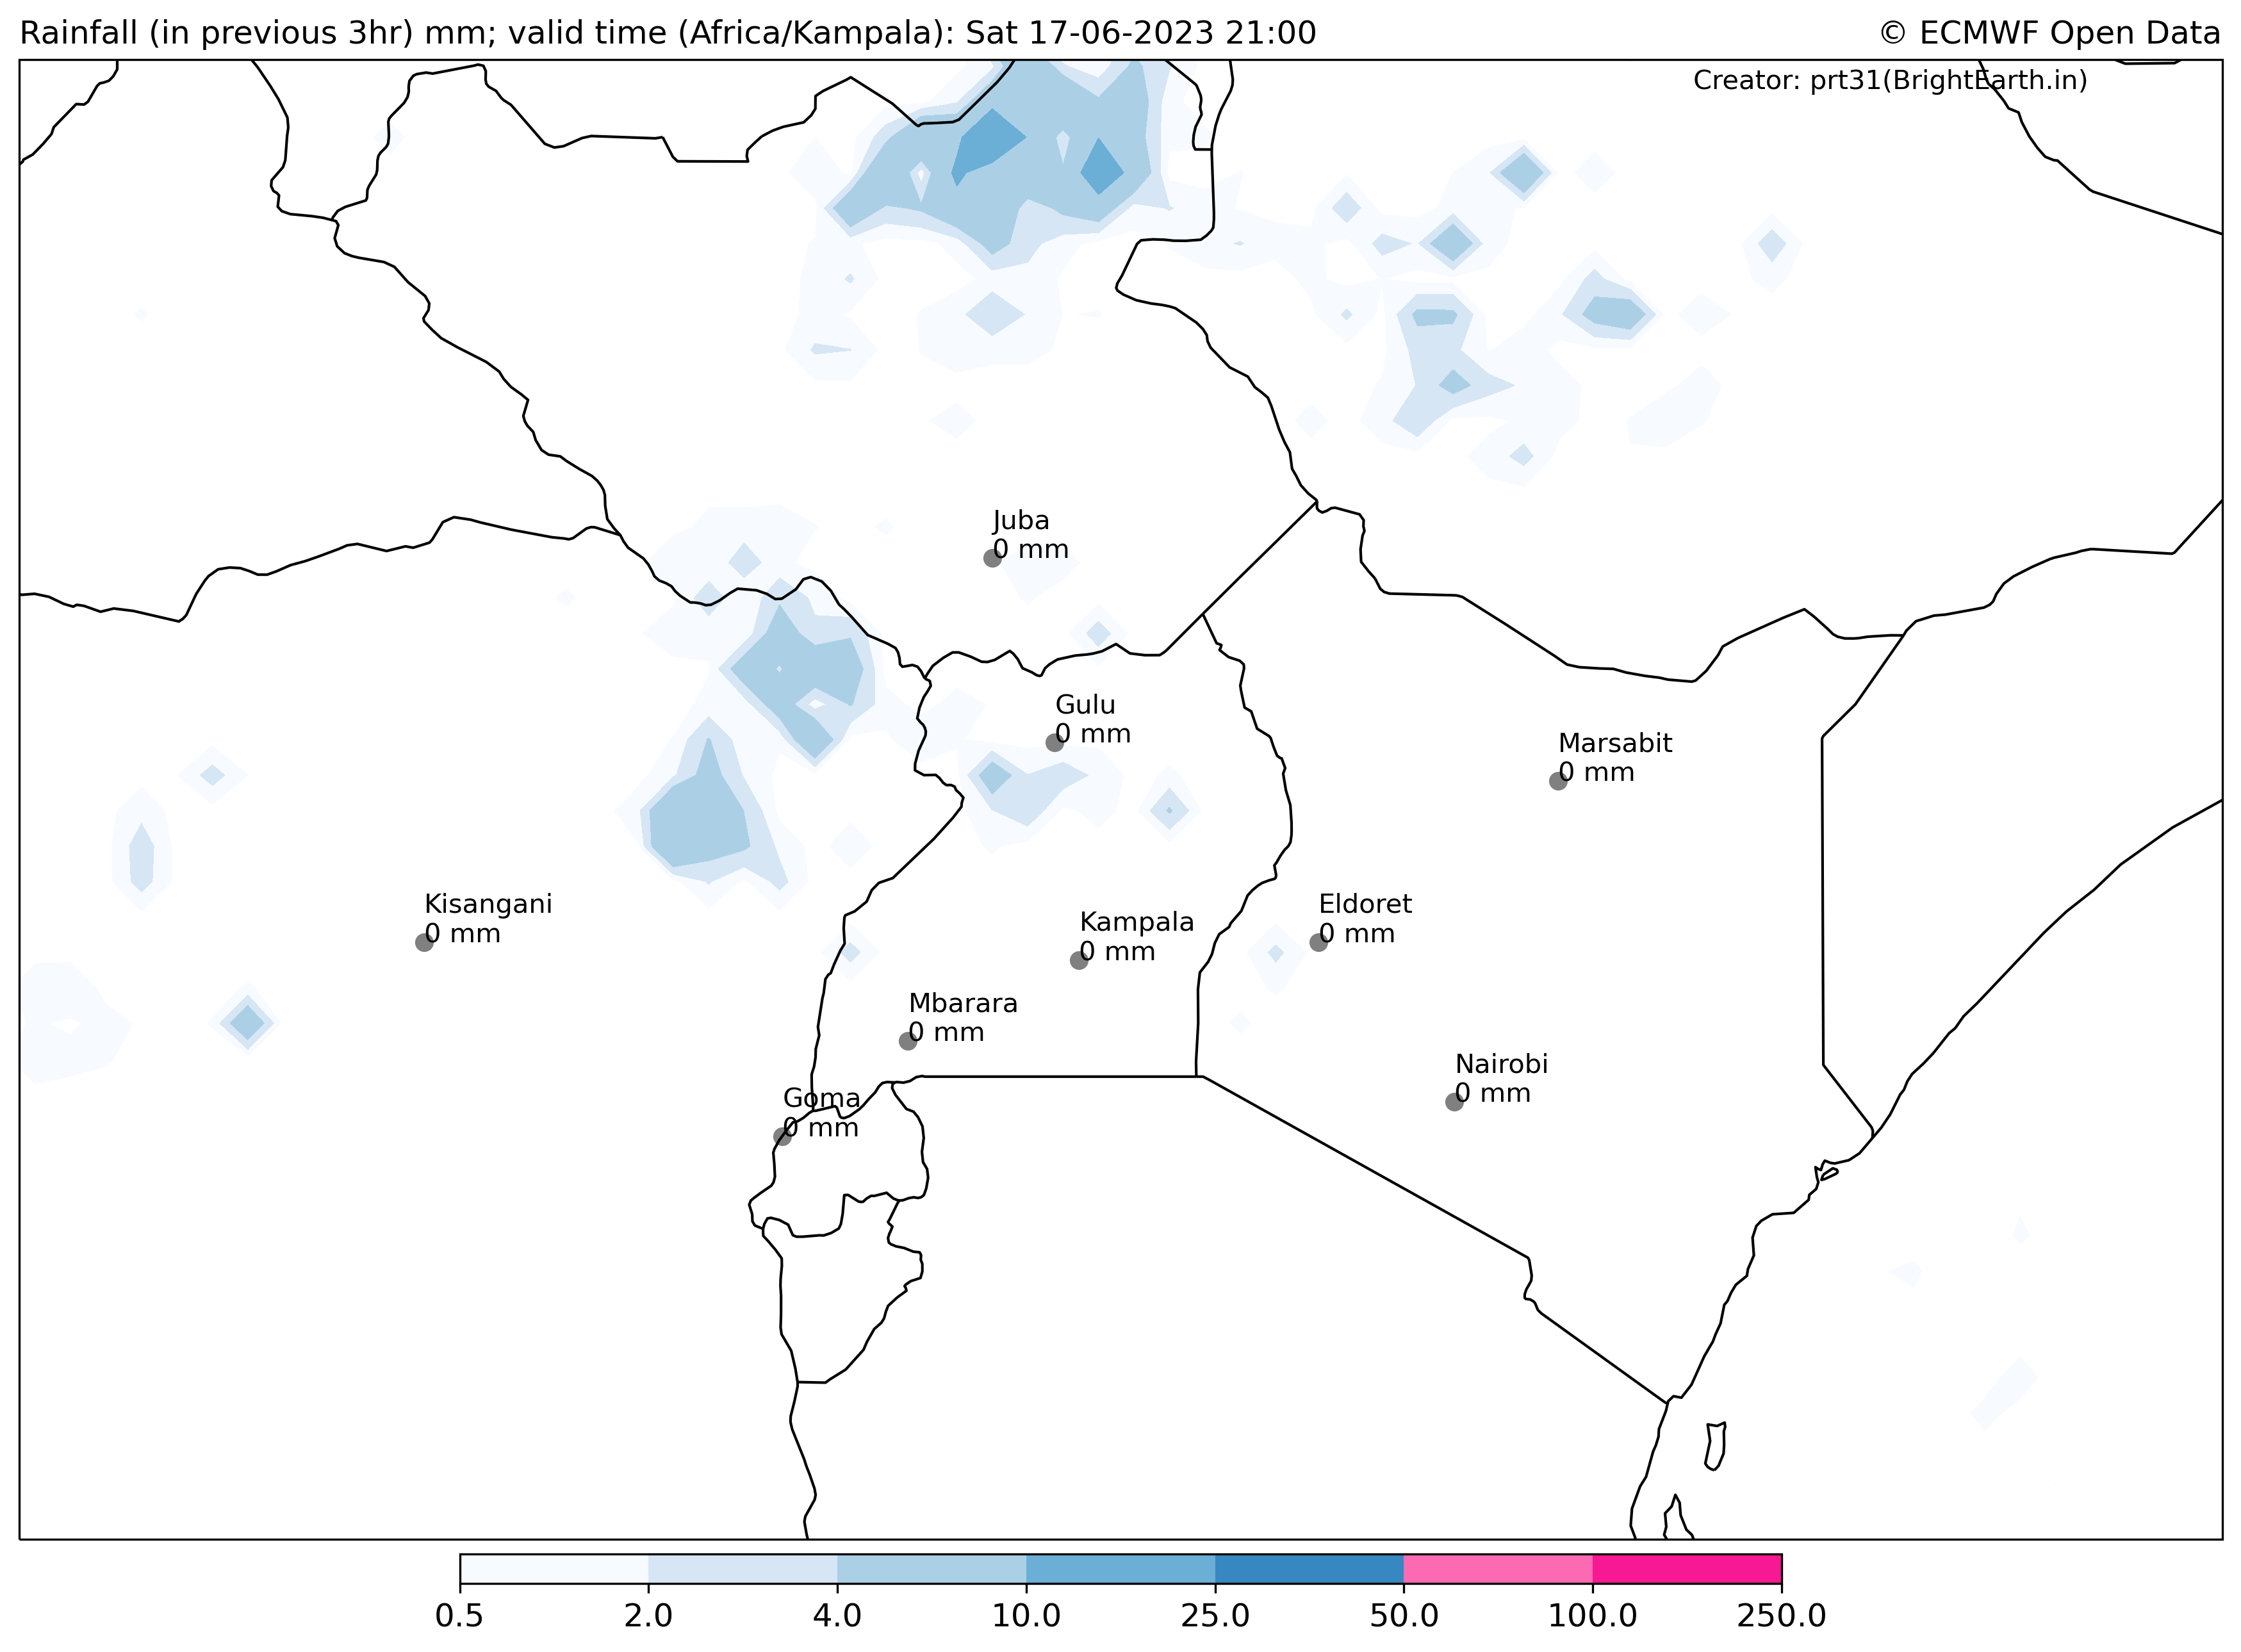 Rainfall (in previous 3hr) mm; valid time (Africa/Kampala): Sat 17-06-2023 21:00
© ECMWF Open Data
Creator: prt31(BrightEarth.in)
Juba
0 mm
Gulu
0 mm
Marsabit
0 mm
Kisangani
0 mm
Eldoret
0 mm
Kampala
0 mm
Mbarara
0 mm
Nairobi
0 mm
Goma
0 mm
0.5 2.0 4.0 10.0 25.0 50.0 100.0 250.0